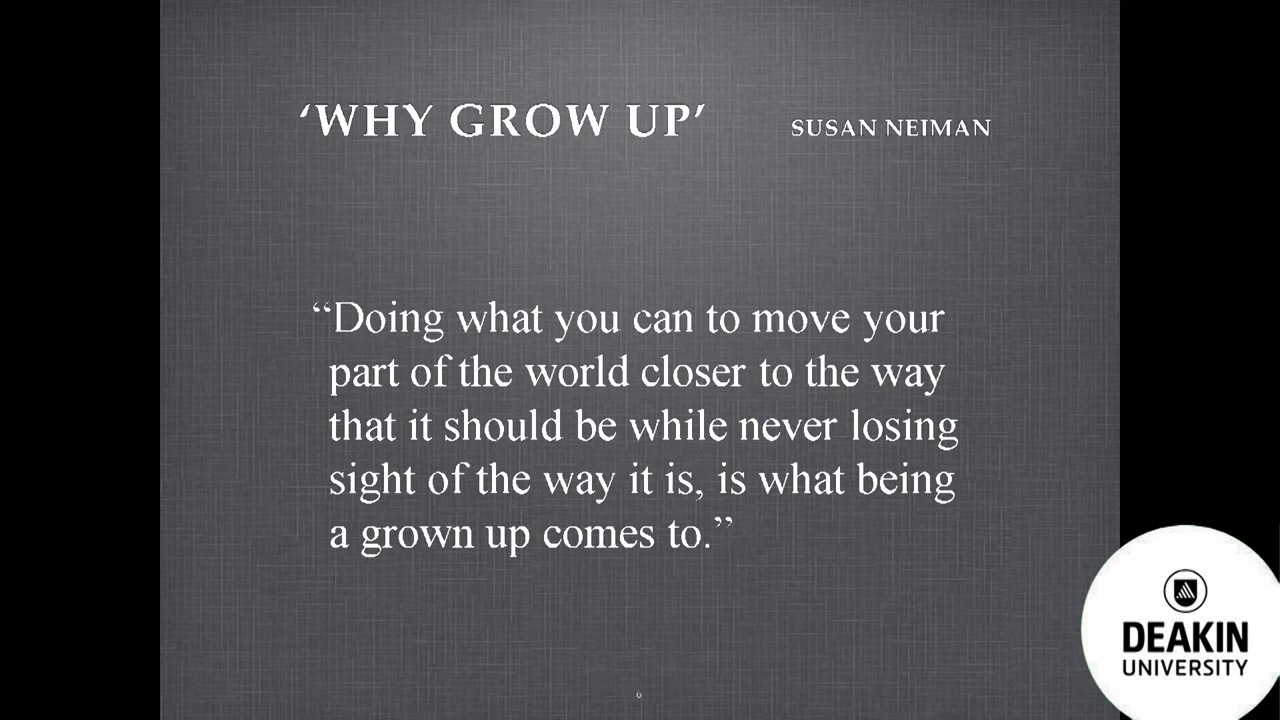 ‘WHY GROW UP’ SUSAN NEIMAN
“Doing what you can to move your
part of the world closer to the way
that it should be while never losing
sight of the way it is, is what being
a grown up comes to.”
6
DEAKIN
UNIVERSITY